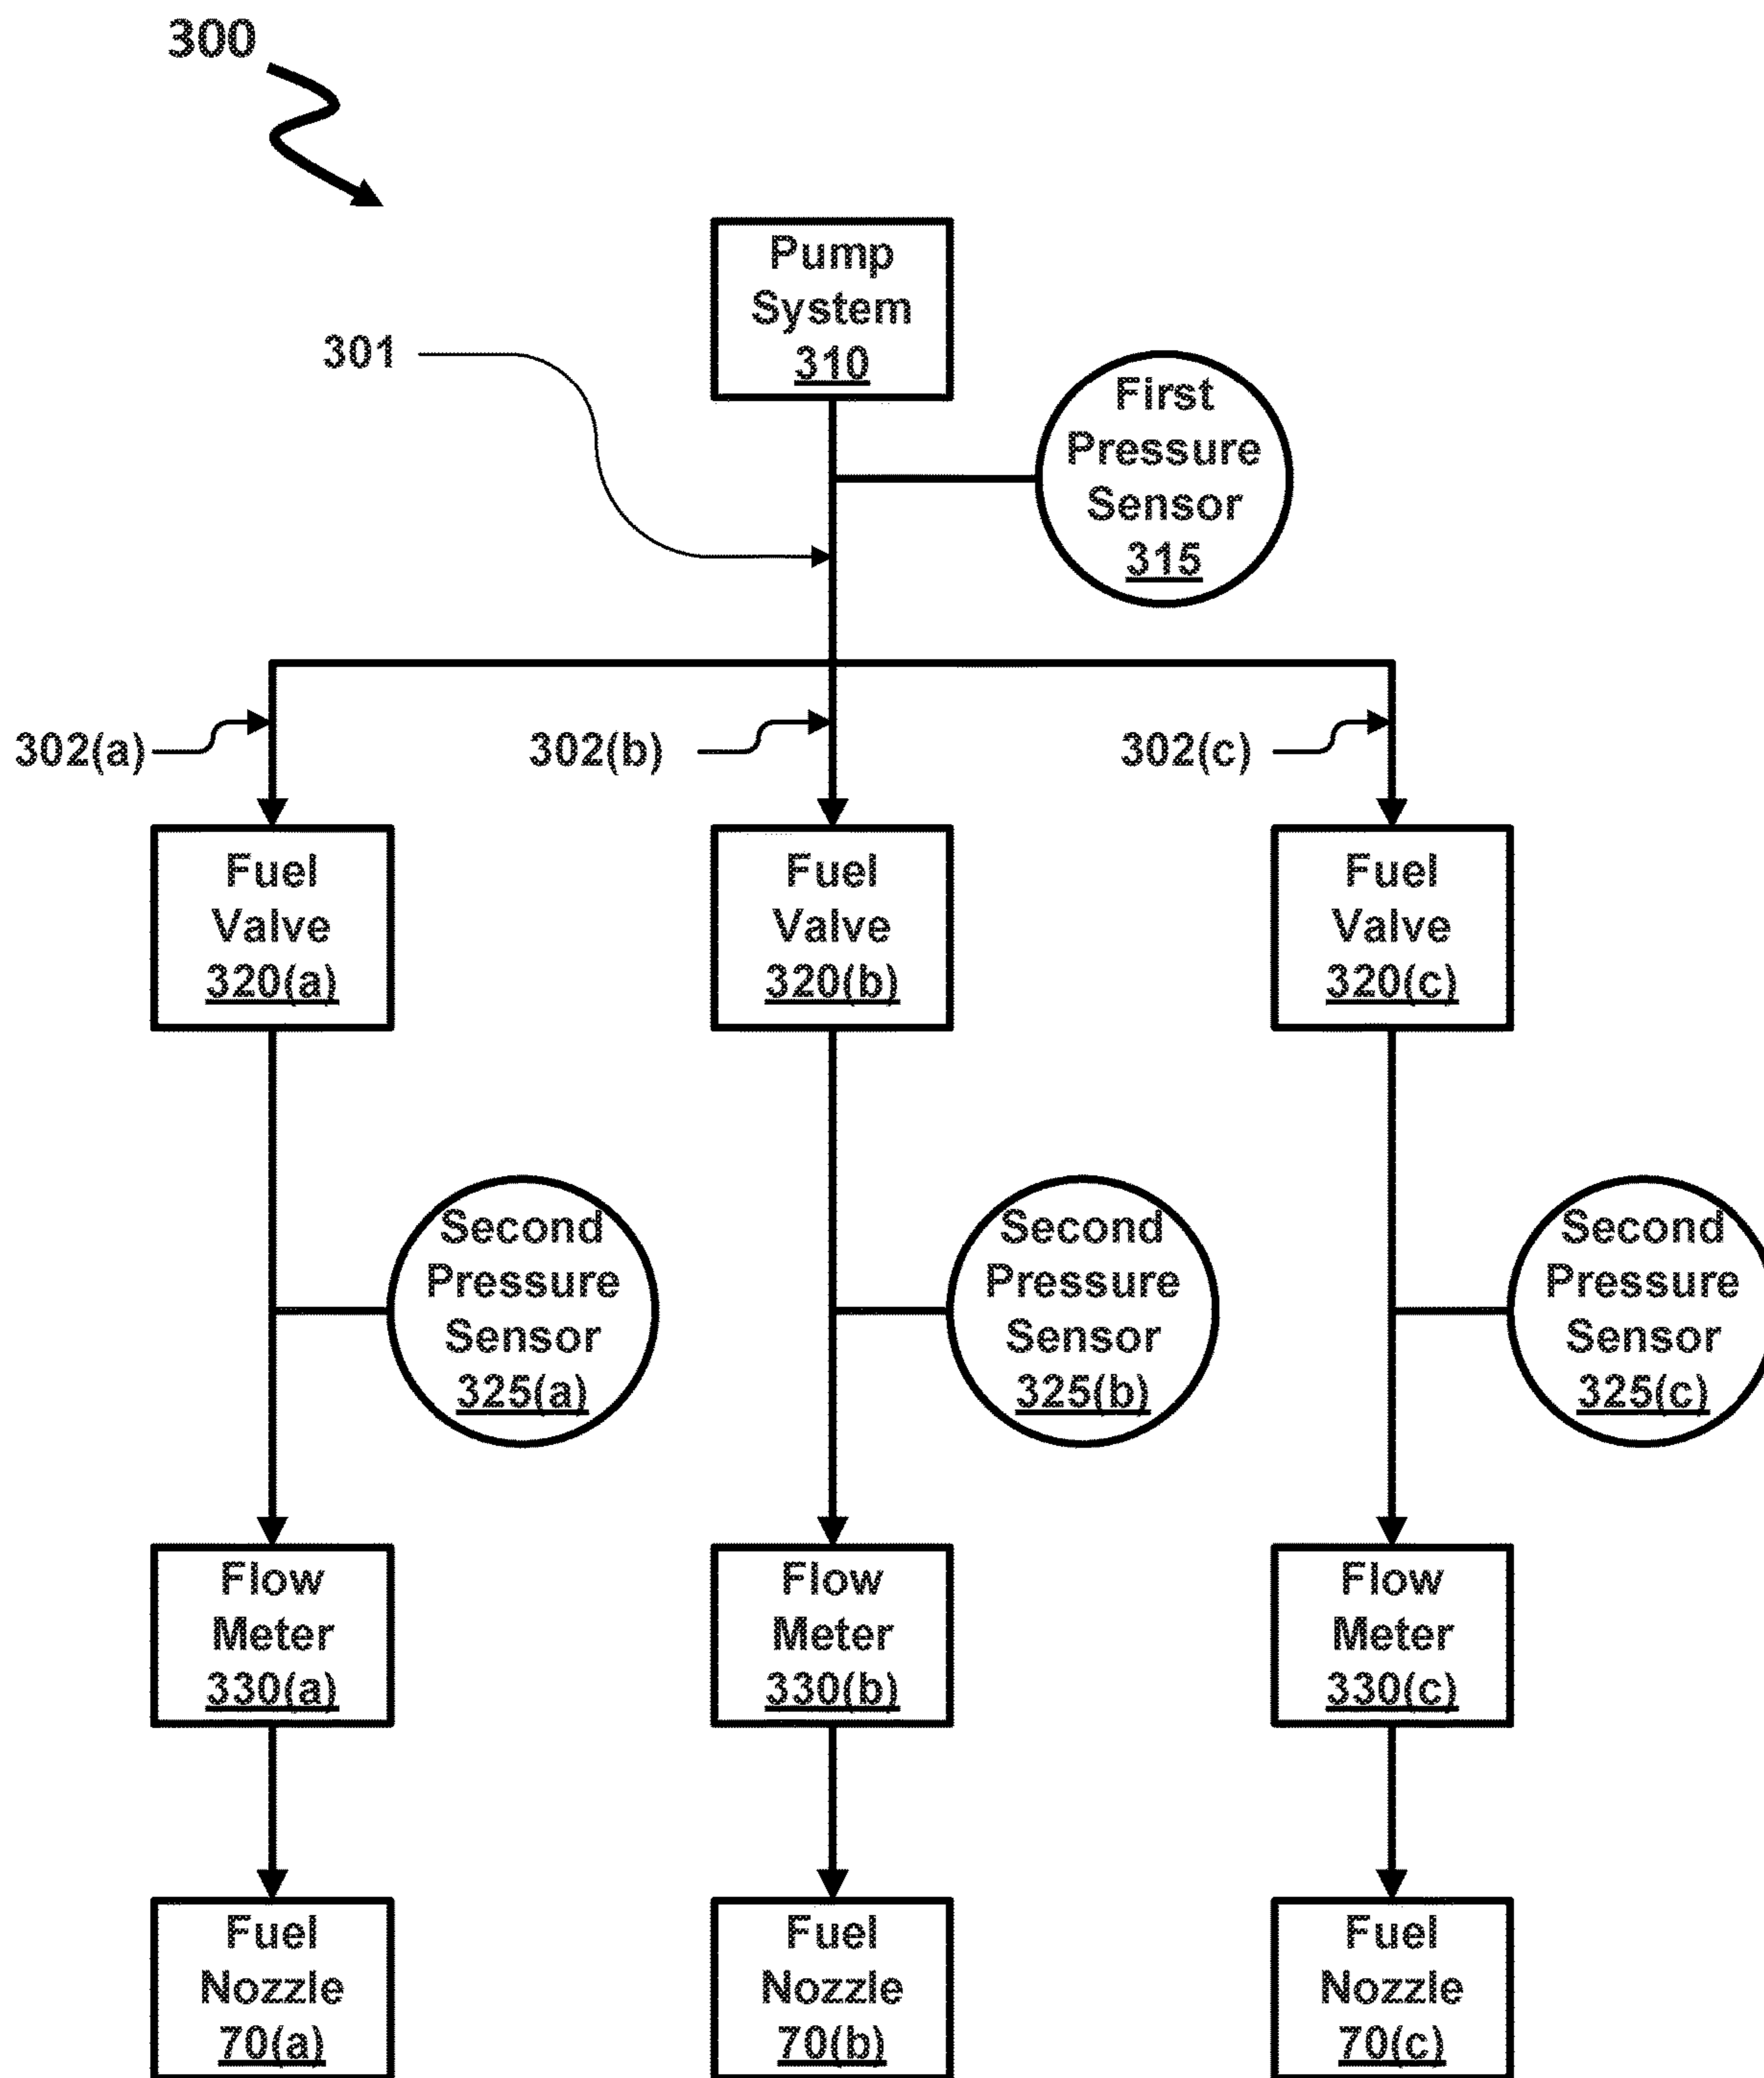 300
Pump
System
310
301
First
Pressure
Sensor
315
302(a)
302(b)
302(c)
Fuel
Valve
320(a)
Fuel
Valve
320(b)
Fuel
Valve
320(c)
Second
Pressure
Sensor
325(a)
Second
Pressure
Sensor
325(b)
Second
Pressure
Sensor
325(c)
Flow
Meter
330(a)
Flow
Meter
330(b)
Flow
Meter
330(c)
Fuel
Nozzle
70(a)
Fuel
Nozzle
70(b)
Fuel
Nozzle
70(c)